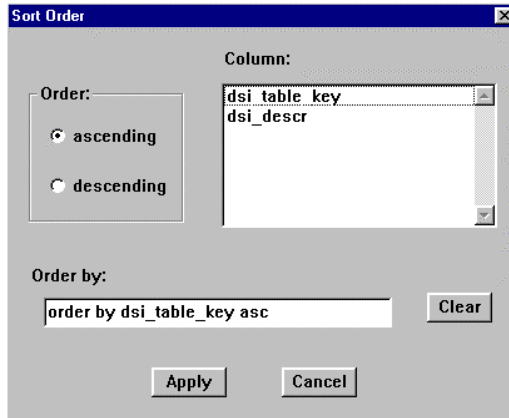 Sort Order
Column:
Order:
dsi_table_key
dsi_descr
ascending
descending
Order by:
order by dsi_table_key asc
Clear
Apply
Cancel